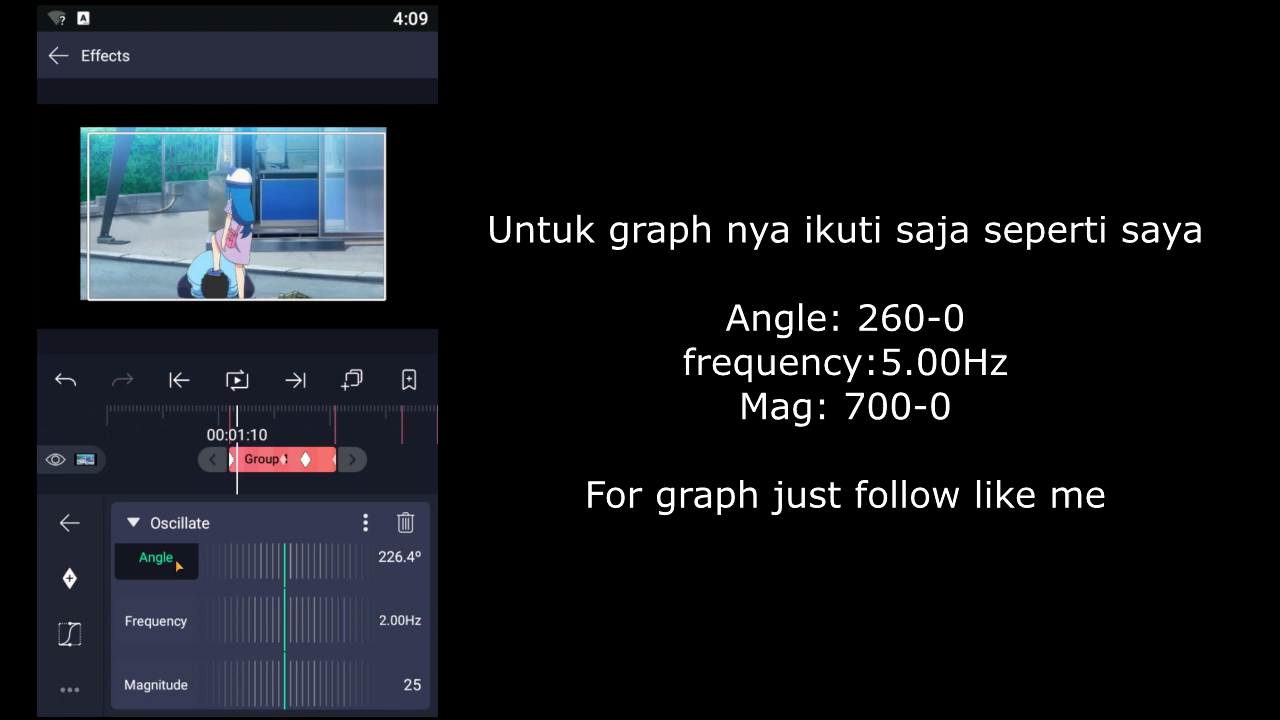 4:09
Effects
Untuk graph nya ikuti saja seperti saya
Angle: 260-0
frequency:5.00Hz
Mag: 700-0
For graph just follow like me
00:01:10
Group 1
Oscillate
Angle
226.4º
Frequency
2.00Hz
Magnitude
25